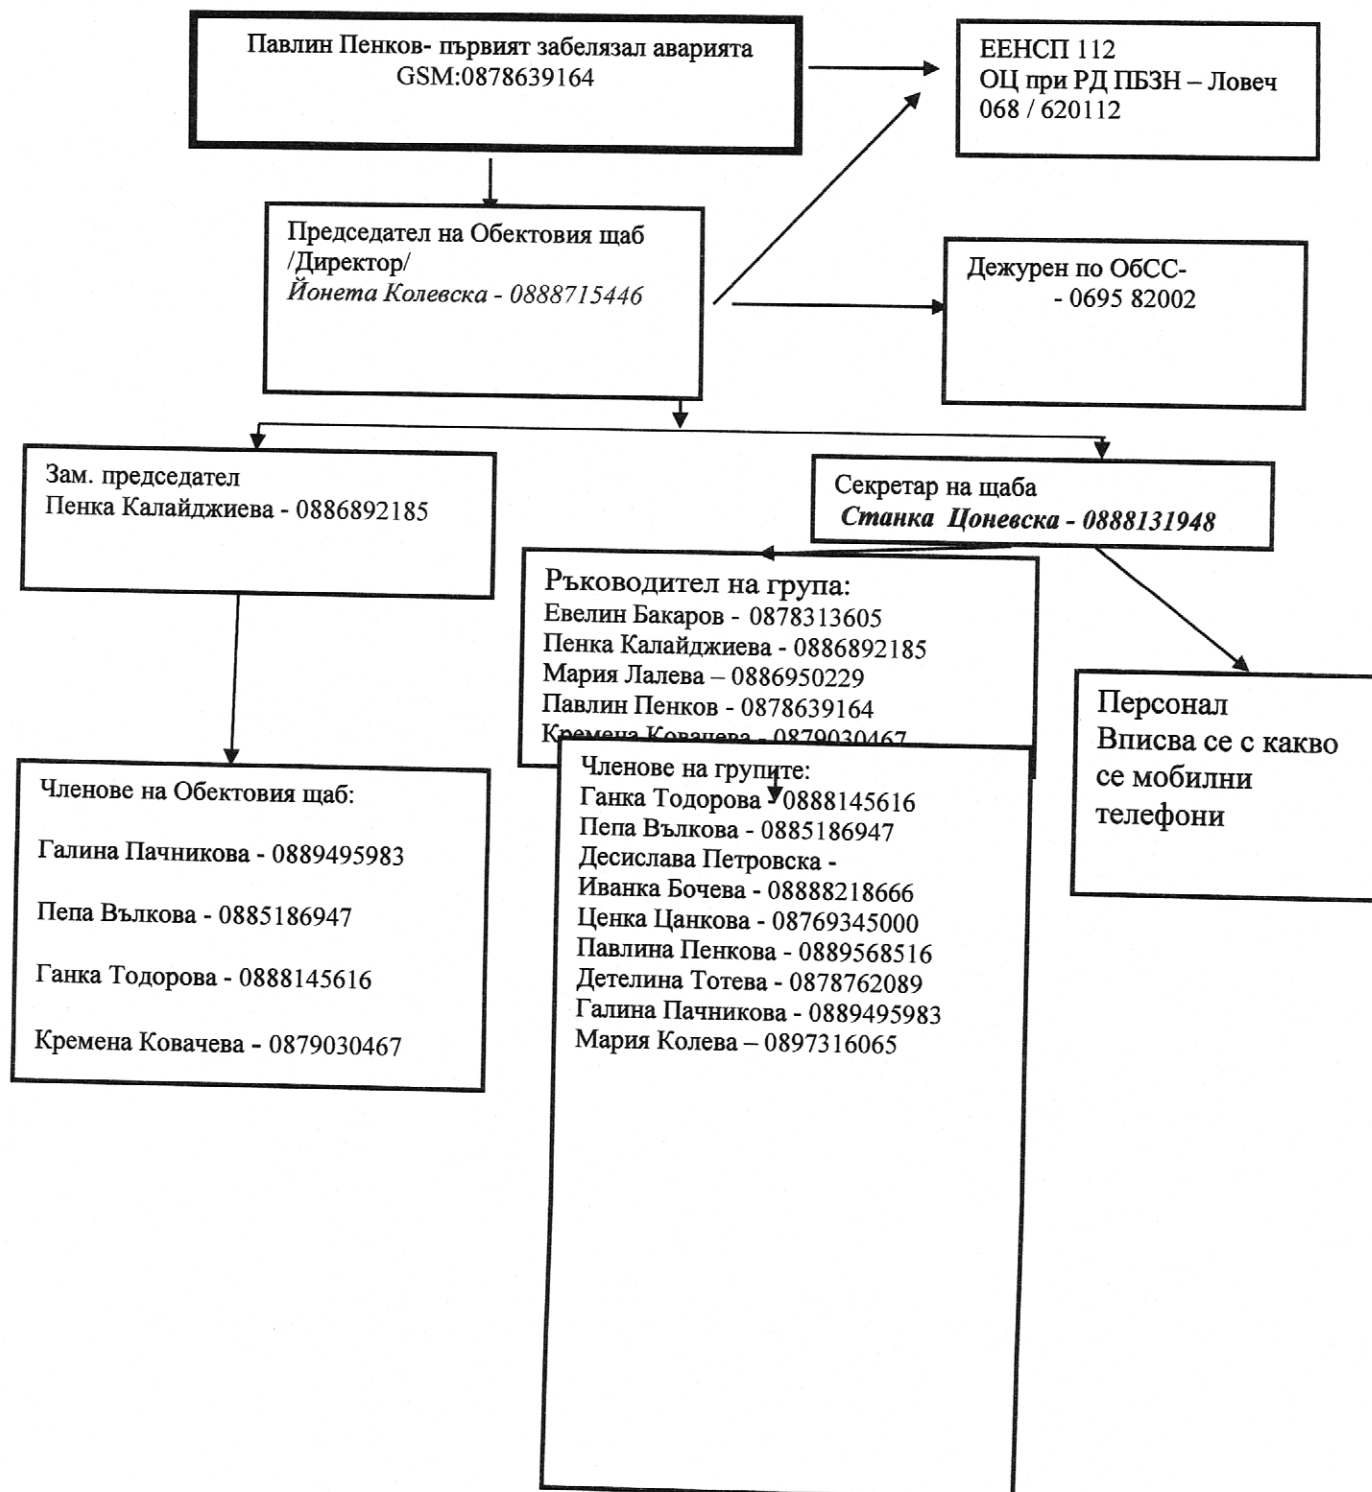 Павлин Пенков- първият забелязал аварията
GSM:0878639164
ЕЕНСП 112
ОЦ при РД ПБЗН – Ловеч
068 / 620112
Председател на Обектовия щаб
/Директор/
Йонета Колевска - 0888715446
Дежурен по ОбСС-
- 0695 82002
Зам. председател
Пенка Калайджиева - 0886892185
Секретар на щаба
Станка Цоневска - 0888131948
Ръководител на група:
Евелин Бакаров - 0878313605
Пенка Калайджиева - 0886892185
Мария Лалева – 0886950229
Павлин Пенков - 0878639164
Кремена Ковачева - 0879030467
Персонал
Вписва се с какво
се мобилни
телефони
Членове на Обектовия щаб:
Галина Пачникова - 0889495983
Пепа Вълкова - 0885186947
Ганка Тодорова - 0888145616
Кремена Ковачева - 0879030467
Членове на групите:
Ганка Тодорова - 0888145616
Пепа Вълкова - 0885186947
Десислава Петровска -
Иванка Бочева - 08888218666
Ценка Цанкова - 08769345000
Павлина Пенкова - 0889568516
Детелина Тотева - 0878762089
Галина Пачникова - 0889495983
Мария Колева – 0897316065